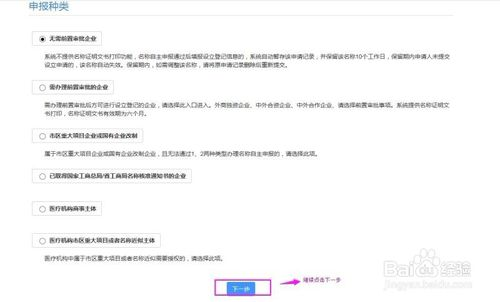 申报种类
无需前置审批企业
系统不提供名称证明文书打印功能，名称自主申报通过后填报设立登记信息的，系统自动暂存该申请记录，并保留该名称10个工作日，保留期内申请人未提交
设立申请的，该名称自动失效。保留期内，如需调整该名称，请将原申请记录删除后重新提交。
需办理前置审批的企业
需办理前置审批后方可进行设立登记的企业，请选择此入口进入。外商独资企业、中外合资企业、中外合作企业，请选择前置审批事项。系统提供名称证明文
书打印，名称证明文书有效期为六个月。
市区重大项目企业或国有企业改制
属于市区重大项目企业或国有企业改制企业，且无法通过1、2两种类型办理名称自主申报的，请选择此项。
已取得国家工商总局/省工商局名称核准通知书的企业
医疗机构商事主体
医疗机构市区重大项目或者名称近似主体
医疗机构中属于市区重大项目或者名称近似需要授权的，请选择此项。
下一步
继续点击下一步
Baidu 经验
jingyan.baidu.com